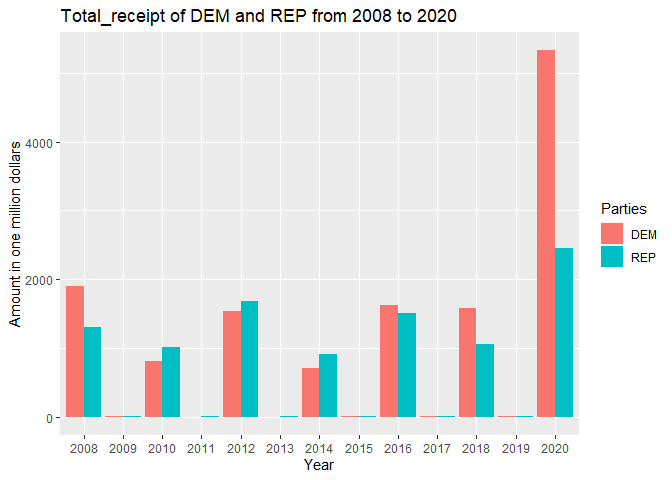 Total_receipt of DEM and REP from 2008 to 2020
Amount in one million dollars
4000
2000
0
2008 2009 2010 2011 2012 2013 2014 2015 2016 2017 2018 2019 2020
Year
Parties
DEM
REP